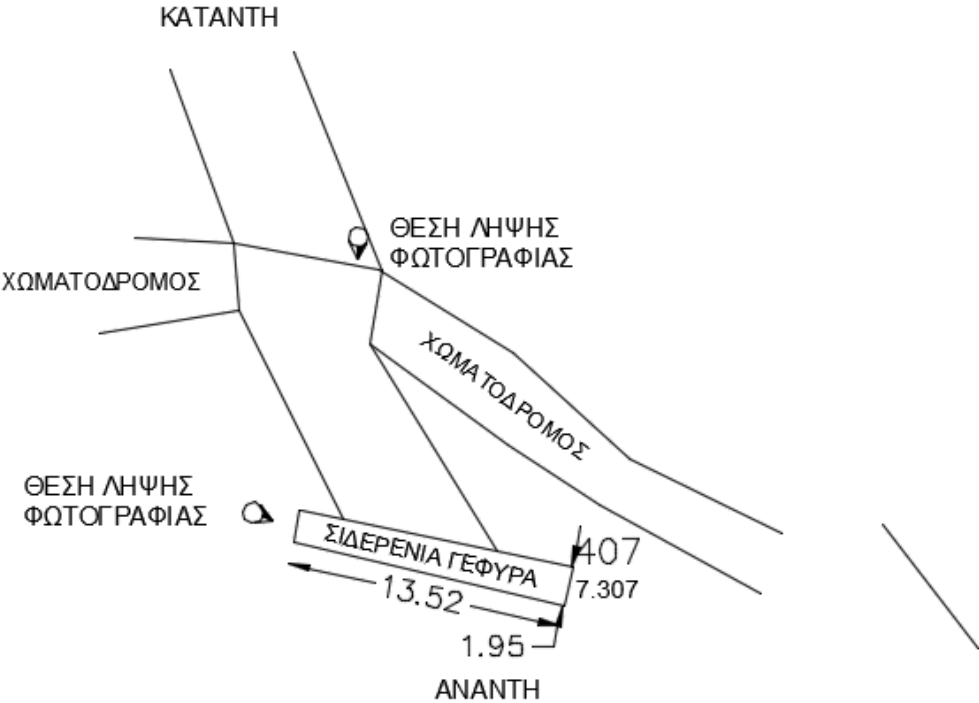 ΚΑΤΑΝΤΗ
ΘΕΣΗ ΛΗΨΗΣ
ΦΩΤΟΓΡΑΦΙΑΣ
ΧΩΜΑΤΟΔΡΟΜΟΣ
ΧΩΜΑΤΟΔΡΟΜΟΣ
ΘΕΣΗ ΛΗΨΗΣ
ΦΩΤΟΓΡΑΦΙΑΣ
ΣΙΔΕΡΕΝΙΑ ΓΕΦΥΡΑ
407
7.307
13.52
1.95
ΑΝΑΝΤΗ